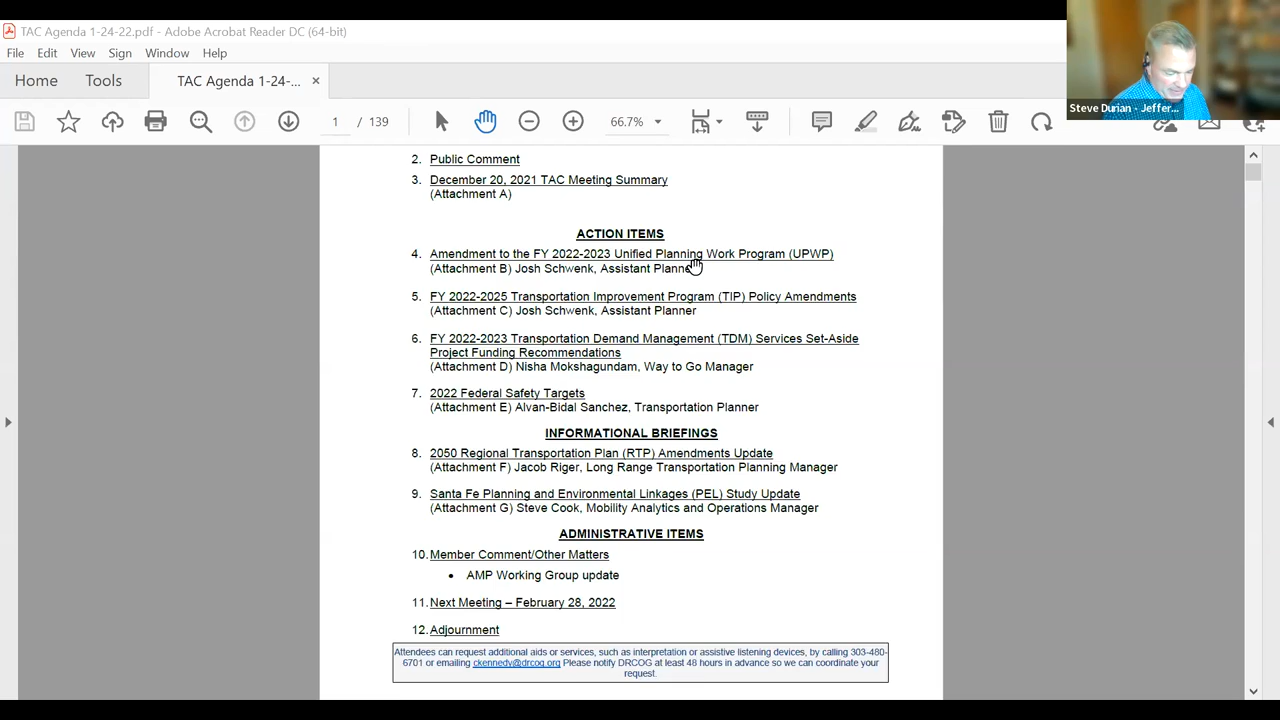 TAC Agenda 1-24-22.pdf - Adobe Acrobat Reader DC (64-bit)
File Edit View Sign Window Help
Home Tools TAC Agenda 1-24-... ×
1 / 139 66.7%
Steve Durian - Jeffer...
2. Public Comment
3. December 20, 2021 TAC Meeting Summary
(Attachment A)
ACTION ITEMS
4. Amendment to the FY 2022-2023 Unified Planning Work Program (UPWP)
(Attachment B) Josh Schwenk, Assistant Planner
5. FY 2022-2025 Transportation Improvement Program (TIP) Policy Amendments
(Attachment C) Josh Schwenk, Assistant Planner
6. FY 2022-2023 Transportation Demand Management (TDM) Services Set-Aside
Project Funding Recommendations
(Attachment D) Nisha Mokshagundam, Way to Go Manager
7. 2022 Federal Safety Targets
(Attachment E) Alvan-Bidal Sanchez, Transportation Planner
INFORMATIONAL BRIEFINGS
8. 2050 Regional Transportation Plan (RTP) Amendments Update
(Attachment F) Jacob Riger, Long Range Transportation Planning Manager
9. Santa Fe Planning and Environmental Linkages (PEL) Study Update
(Attachment G) Steve Cook, Mobility Analytics and Operations Manager
ADMINISTRATIVE ITEMS
10. Member Comment/Other Matters
• AMP Working Group update
11. Next Meeting – February 28, 2022
12. Adjournment
Attendees can request additional aids or services, such as interpretation or assistive listening devices, by calling 303-480-
6701 or emailing ckennedy@drcog.org Please notify DRCOG at least 48 hours in advance so we can coordinate your
request.